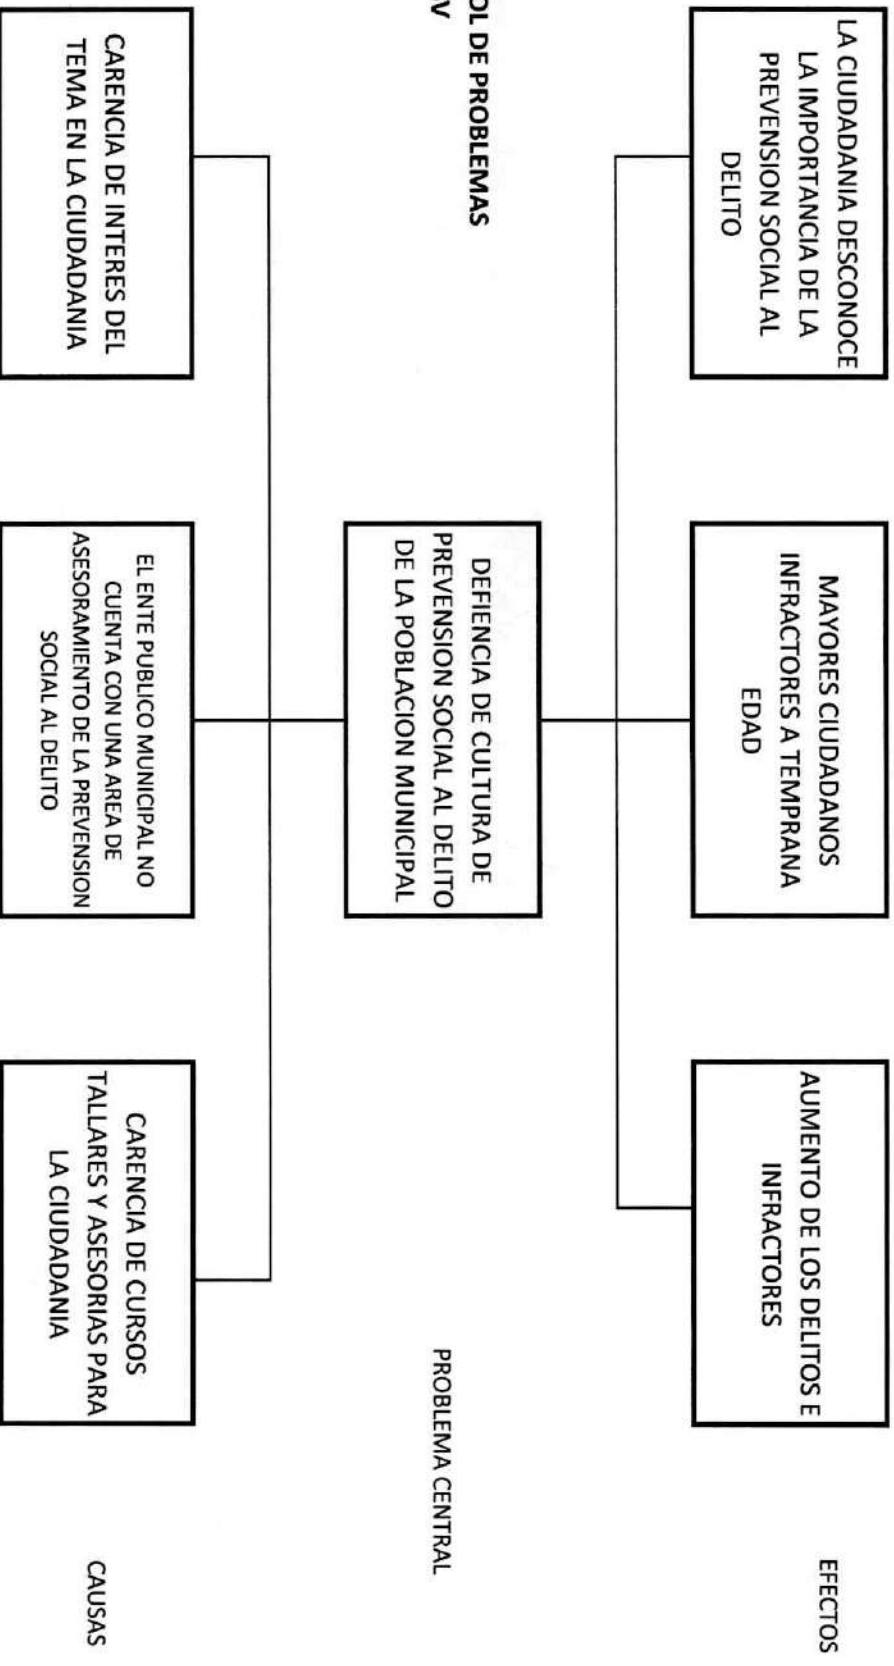 LA CIUDADANIA DESCONOCE
LA IMPORTANCIA DE LA
PREVENSION SOCIAL AL
DELITO
MAYORES CIUDADANOS
INFRACTORES A TEMPRANA
EDAD
AUMENTO DE LOS DELITOS E
INFRACTORES
EFECTOS
OL DE PROBLEMAS
V
DEFIENCIA DE CULTURA DE
PREVENSION SOCIAL AL DELITO
DE LA POBLACION MUNICIPAL
PROBLEMA CENTRAL
CARENCIA DE INTERES DEL
TEMA EN LA CIUDADANIA
EL ENTE PUBLICO MUNICIPAL NO
CUENTA CON UNA AREA DE
ASESORAMIENTO DE LA PREVENSION
SOCIAL AL DELITO
CARENCIA DE CURSOS
TALLARES Y ASESORIAS PARA
LA CIUDADANIA
CAUSAS